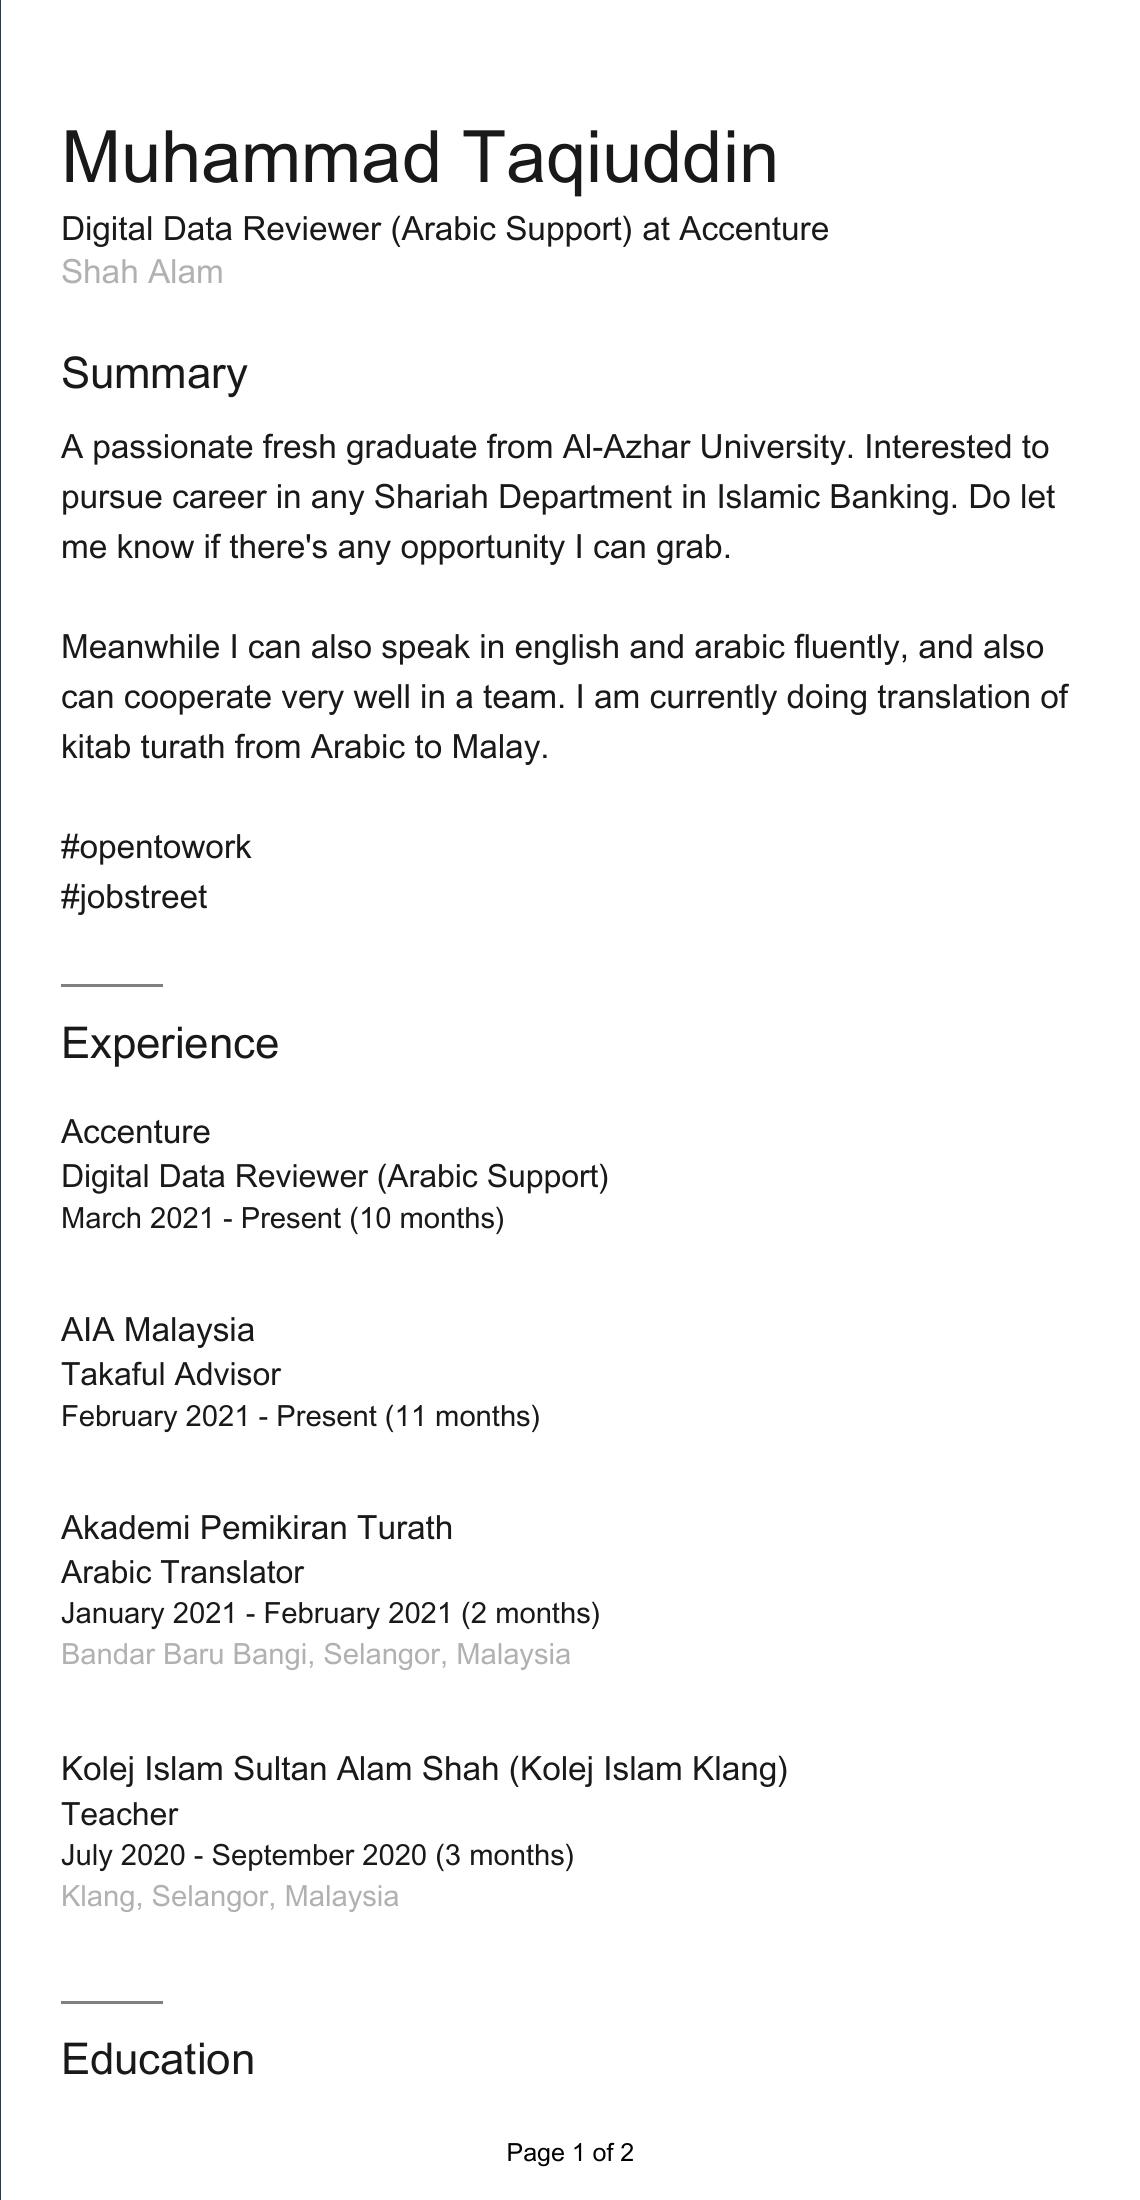 Muhammad Taqiuddin
Digital Data Reviewer (Arabic Support) at Accenture
Shah Alam
Summary
A passionate fresh graduate from Al-Azhar University. Interested to
pursue career in any Shariah Department in Islamic Banking. Do let
me know if there's any opportunity I can grab.
Meanwhile I can also speak in english and arabic fluently, and also
can cooperate very well in a team. I am currently doing translation of
kitab turath from Arabic to Malay.
#opentowork
#jobstreet
Experience
Accenture
Digital Data Reviewer (Arabic Support)
March 2021 - Present (10 months)
AIA Malaysia
Takaful Advisor
February 2021 - Present (11 months)
Akademi Pemikiran Turath
Arabic Translator
January 2021 - February 2021 (2 months)
Bandar Baru Bangi, Selangor, Malaysia
Kolej Islam Sultan Alam Shah (Kolej Islam Klang)
Teacher
July 2020 - September 2020 (3 months)
Klang, Selangor, Malaysia
Education
Page 1 of 2